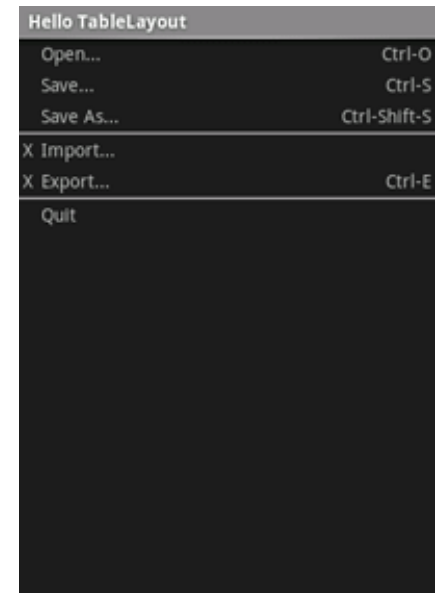 Hello TableLayout
Open... Ctrl-O
Save... Ctrl-S
Save As... Ctrl-Shift-S
X Import...
X Export... Ctrl-E
Quit